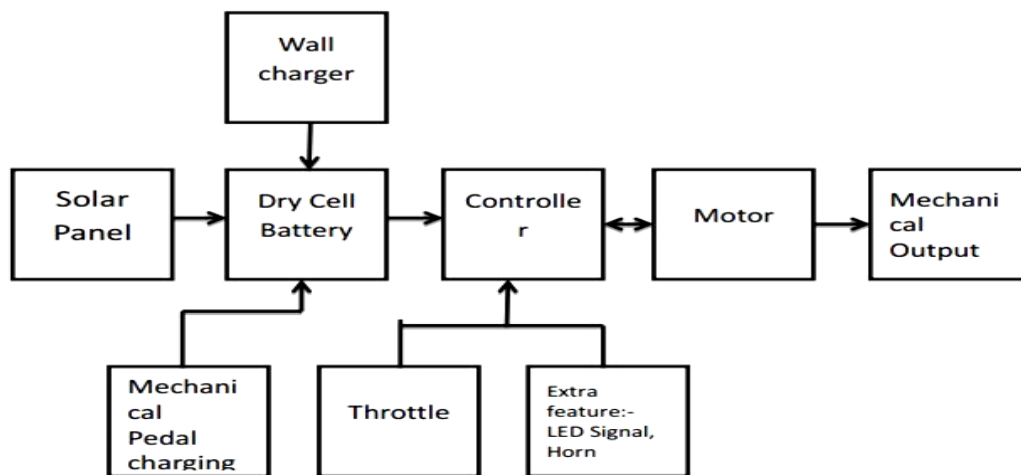 Wall
charger
Solar
Panel
Dry Cell
Battery
Controlle
r
Motor
Mechani
cal
Output
Mechani
cal
Pedal
charging
Throttle
Extra
feature:-
LED Signal,
Horn